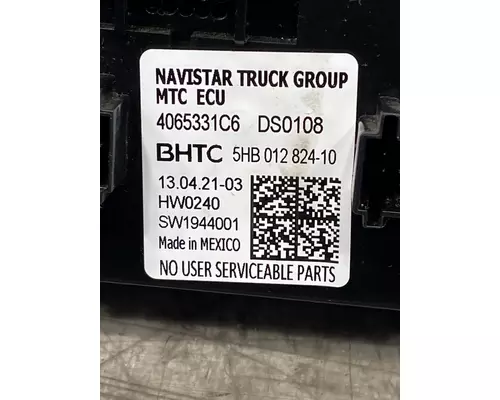 NAVISTAR TRUCK GROUP
MTC ECU
4065331C6 DS0108
BHTC 5HB 012 824-10
13.04.21-03
HW0240
SW1944001
Made in MEXICO
NO USER SERVICEABLE PARTS